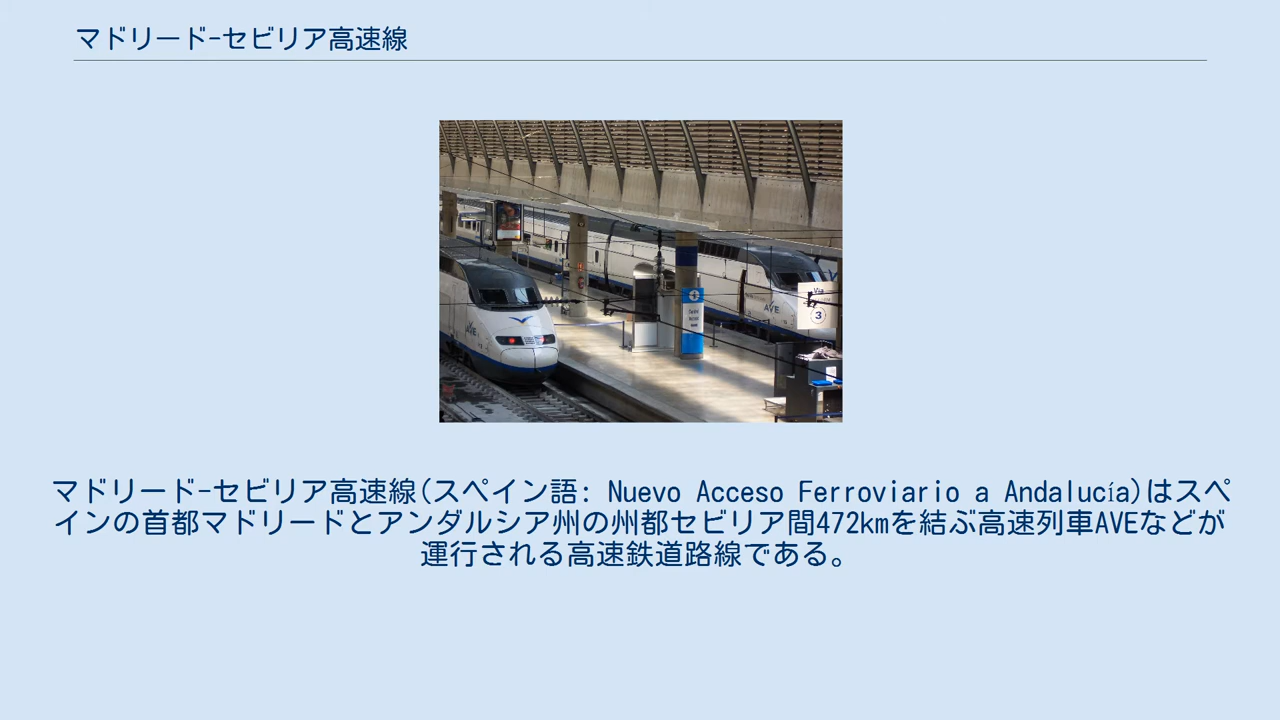 マドリード-セビリア高速線
AVE
AVE
Vía
3
マドリード-セビリア高速線(スペイン語: Nuevo Acceso Ferroviario a Andalucía)はスペ
インの首都マドリードとアンダルシア州の州都セビリア間472kmを結ぶ高速列車AVEなどが
運行される高速鉄道路線である。